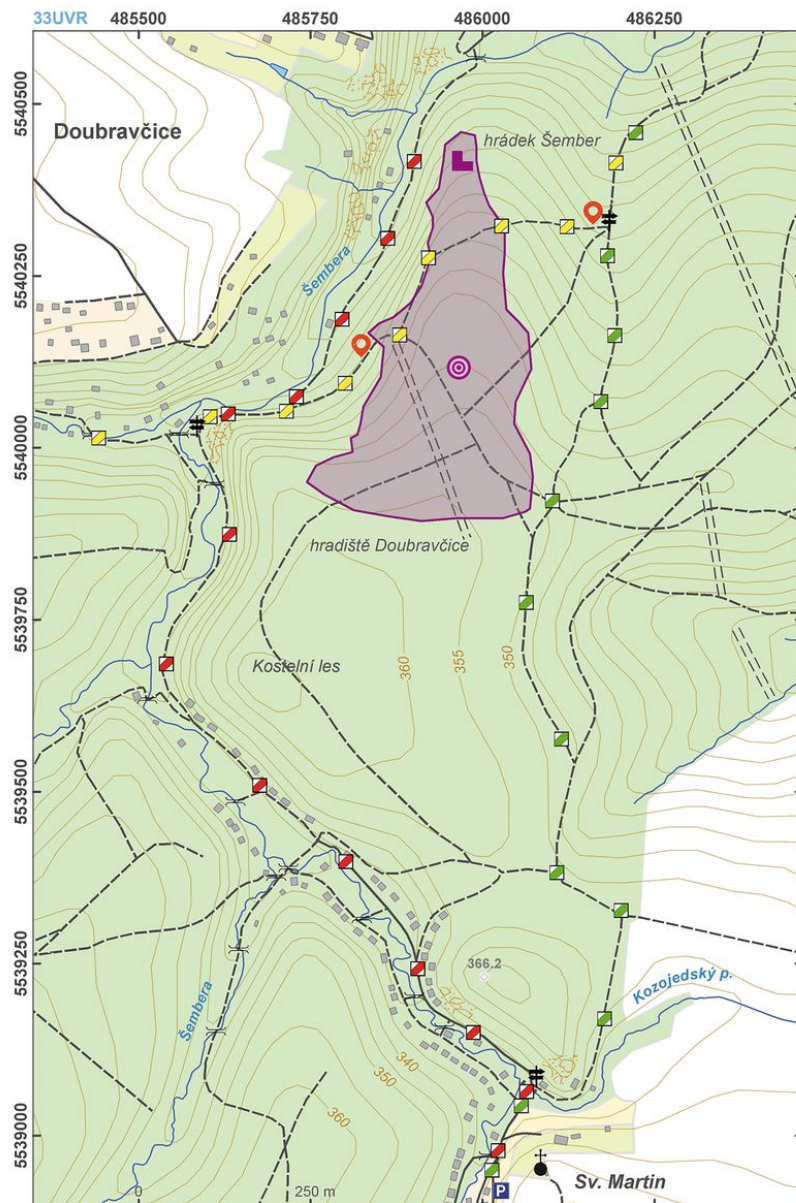 33UVR
485500
485750
486000
486250
5540500
Doubravčice
hrádek Šember
Šembera
5540250
5540000
hradiště Doubravčice
5539750
Kostelní les
360
355
350
5539500
5539250
366.2
Kozojedský p.
Šembera
340
350
360
5539000
Sv. Martin
0
250 m
P